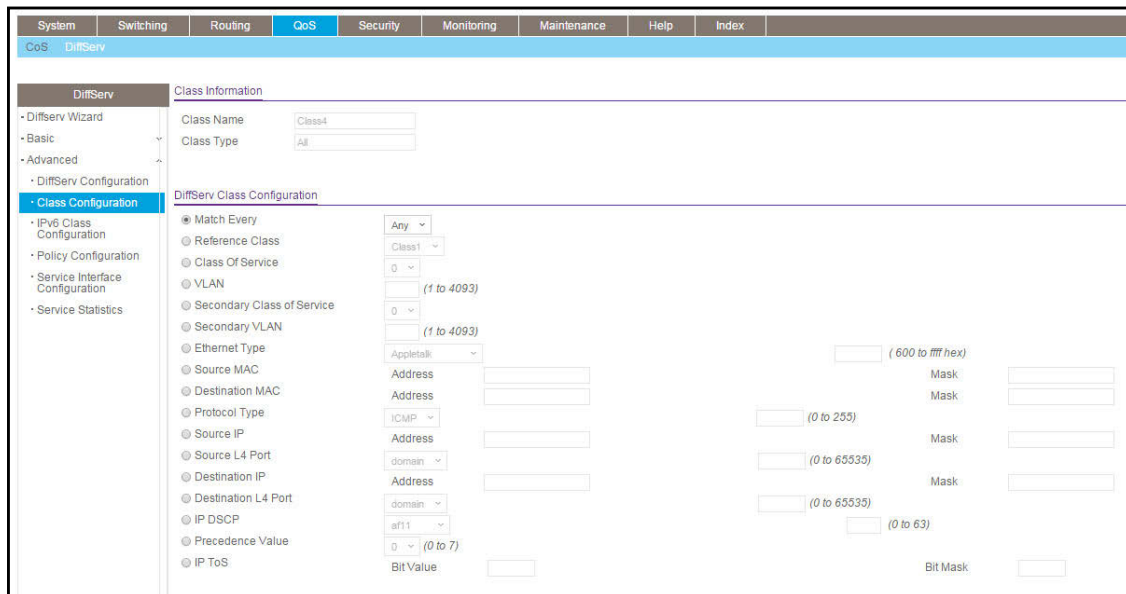 System Switching Routing QoS Security Monitoring Maintenance Help Index
CoS DiffServ
DiffServ
Diffserv Wizard
Basic
Advanced
DiffServ Configuration
Class Configuration
IPv6 Class
Configuration
Policy Configuration
Service Interface
Configuration
Service Statistics
Class Information
Class Name Class4
Class Type All
DiffServ Class Configuration
Match Every Any
Reference Class Class1
Class Of Service 0
VLAN (1 to 4093)
Secondary Class of Service 0
Secondary VLAN (1 to 4093)
Ethernet Type Appletalk ( 600 to ffff hex)
Source MAC Address Mask
Destination MAC Address Mask
Protocol Type ICMP (0 to 255)
Source IP Address Mask
Source L4 Port domain (0 to 65535)
Destination IP Address Mask
Destination L4 Port domain (0 to 65535)
IP DSCP af11 (0 to 63)
Precedence Value 0 (0 to 7)
IP ToS Bit Value Bit Mask